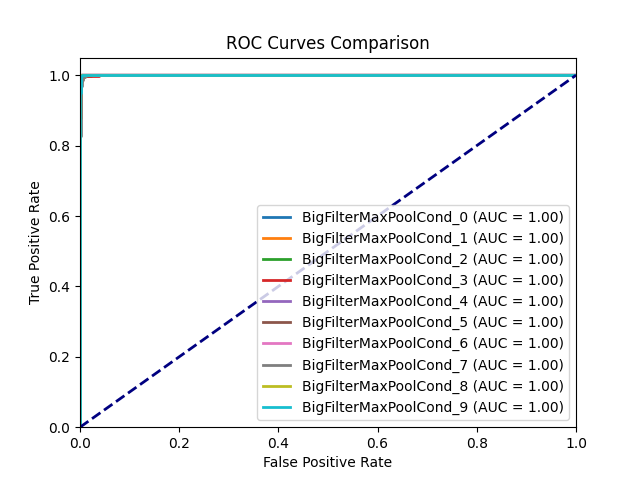 ROC Curves Comparison
True Positive Rate
1.0
0.8
0.6
0.4
0.2
0.0
BigFilterMaxPoolCond_0 (AUC = 1.00)
BigFilterMaxPoolCond_1 (AUC = 1.00)
BigFilterMaxPoolCond_2 (AUC = 1.00)
BigFilterMaxPoolCond_3 (AUC = 1.00)
BigFilterMaxPoolCond_4 (AUC = 1.00)
BigFilterMaxPoolCond_5 (AUC = 1.00)
BigFilterMaxPoolCond_6 (AUC = 1.00)
BigFilterMaxPoolCond_7 (AUC = 1.00)
BigFilterMaxPoolCond_8 (AUC = 1.00)
BigFilterMaxPoolCond_9 (AUC = 1.00)
0.0 0.2 0.4 0.6 0.8 1.0
False Positive Rate